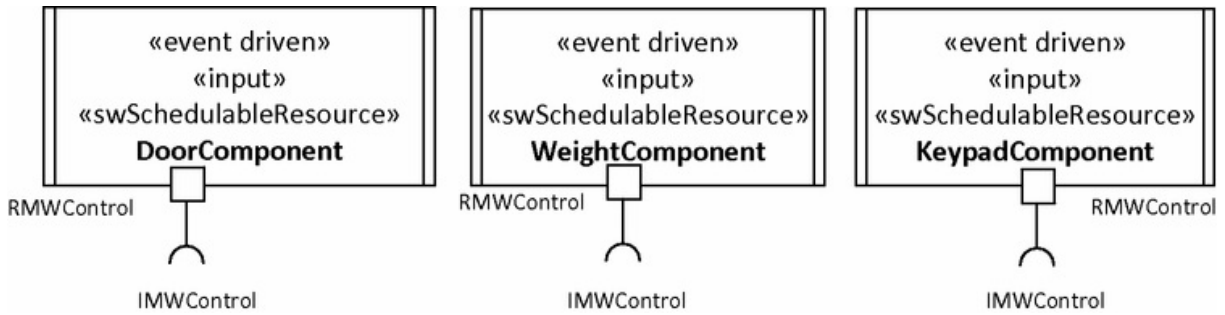 «event driven»
«input»
«swSchedulableResource»
DoorComponent
RMWControl
IMWControl
«event driven»
«input»
«swSchedulableResource»
WeightComponent
RMWControl
IMWControl
«event driven»
«input»
«swSchedulableResource»
KeypadComponent
RMWControl
IMWControl